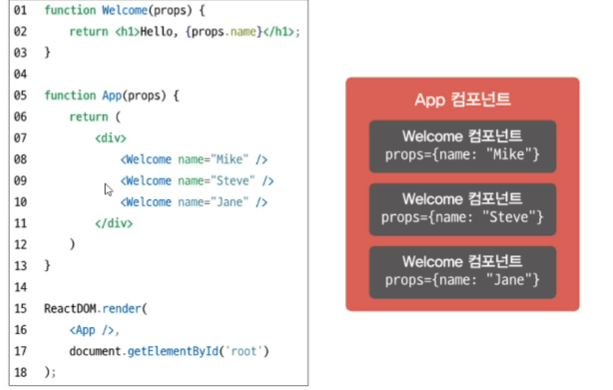 01 function Welcome(props) {
02 return <h1>Hello, {props.name}</h1>;
03 }
04
05 function App(props) {
06 return (
07 <div>
08 <Welcome name="Mike" />
09 <Welcome name="Steve" />
10 <Welcome name="Jane" />
11 </div>
12 )
13 }
14
15 ReactDOM.render(
16 <App />,
17 document.getElementById('root')
18 );
App 컴포넌트
Welcome 컴포넌트
props={name: "Mike"}
Welcome 컴포넌트
props={name: "Steve"}
Welcome 컴포넌트
props={name: "Jane"}